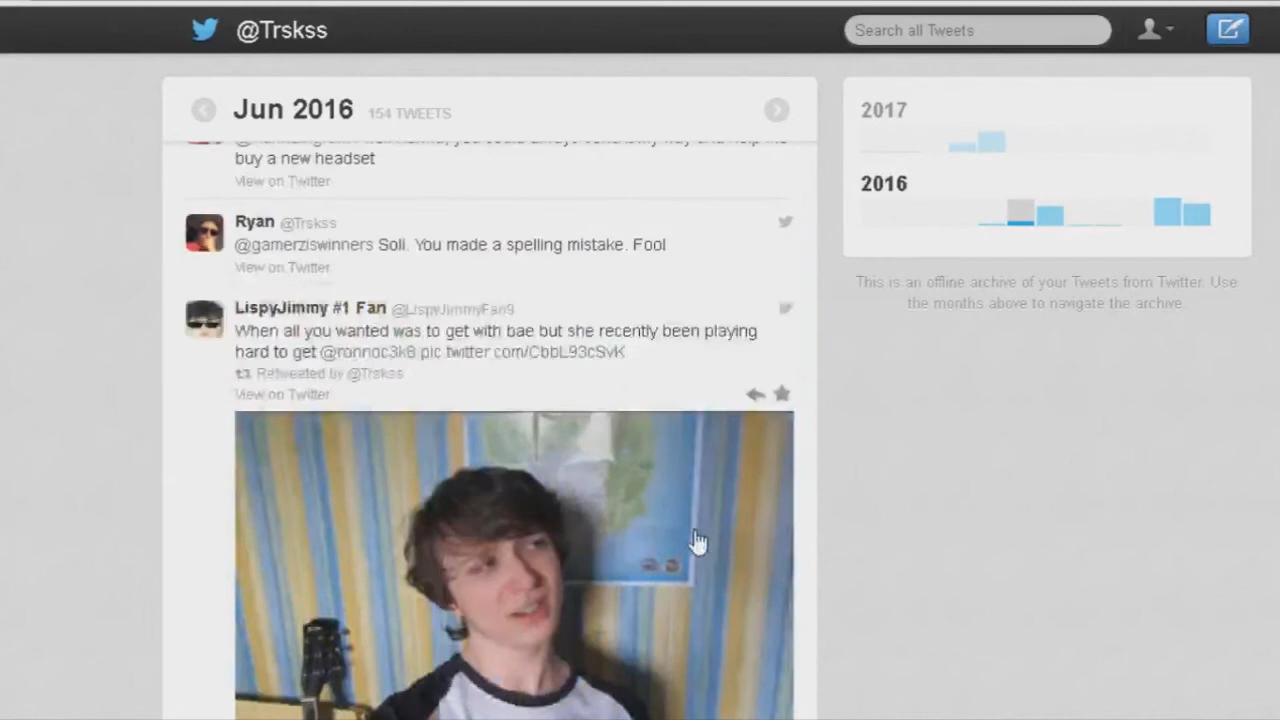 @Trskss
Search all Tweets
Jun 2016 154 TWEETS
buy a new headset
View on Twitter
Ryan @Trskss
@gamerziswinners Soli. You made a spelling mistake. Fool
View on Twitter
LispyJimmy #1 Fan @LispyJimmyFan9
When all you wanted was to get with bae but she recently been playing
hard to get @ronnoc3k8 pic twitter com/CbbL93cSvK
Retweeted by @Trskss
View on Twitter
2017
2016
This is an offline archive of your Tweets from Twitter. Use
the months above to navigate the archive.